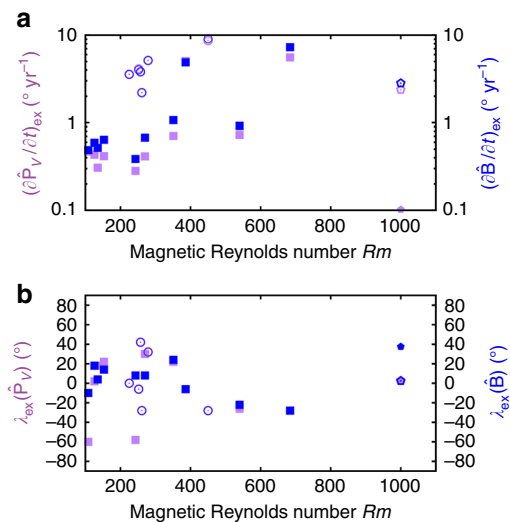 a
10
10
1
1
0.1
0.1
(∂P̂V/∂t)ex (° yr−1)
(∂B̂/∂t)ex (° yr−1)
200 400 600 800 1000
Magnetic Reynolds number Rm
b
80
60
40
20
0
−20
−40
−60
−80
80
60
40
20
0
−20
−40
−60
−80
λex(P̂V) (°)
λex(B̂) (°)
200 400 600 800 1000
Magnetic Reynolds number Rm